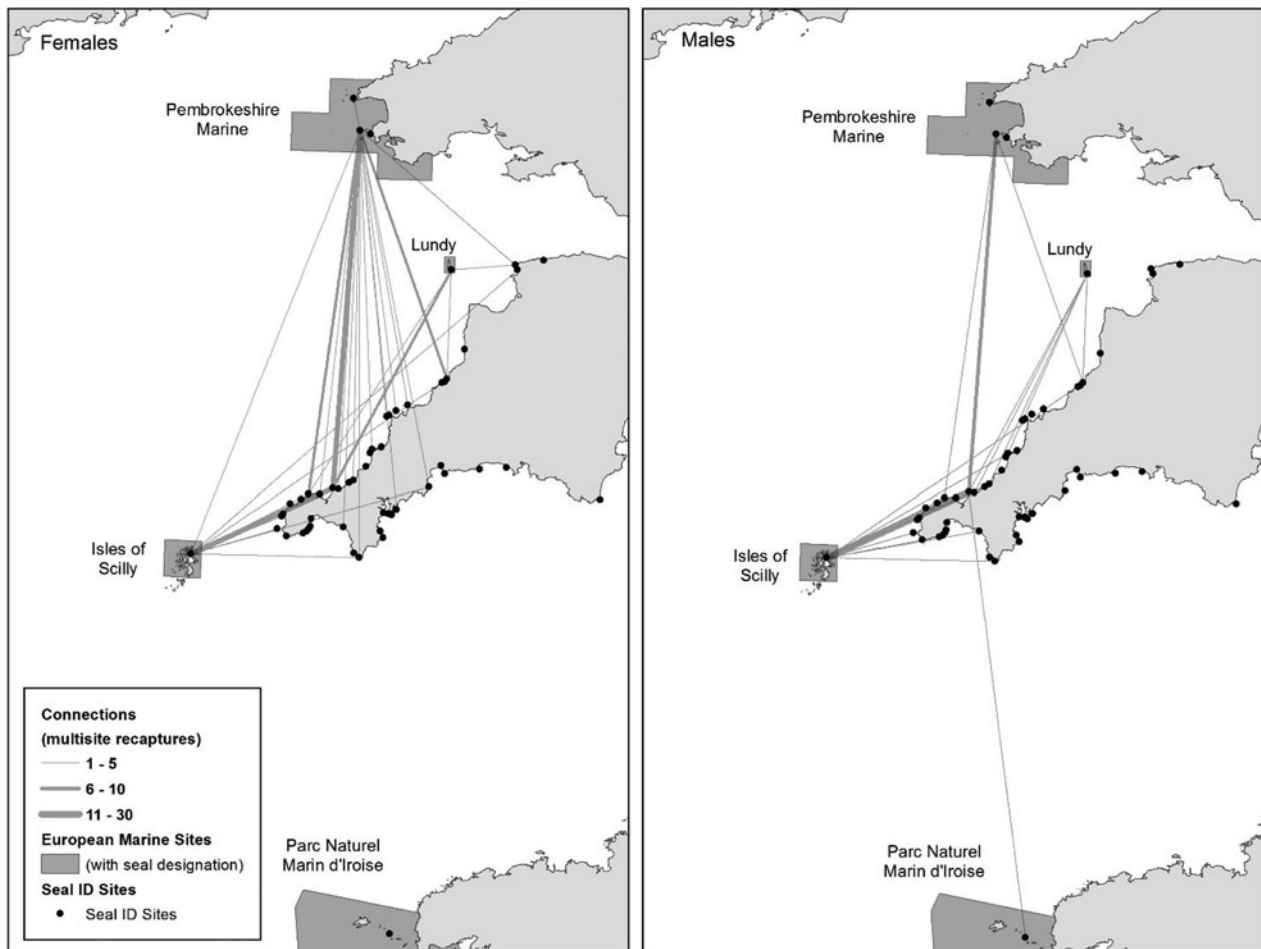 Females
Pembrokeshire
Marine
Lundy
Isles of
Scilly
Connections
(multisite recaptures)
1 - 5
6 - 10
11 - 30
European Marine Sites
(with seal designation)
Seal ID Sites
Seal ID Sites
Parc Naturel
Marin d'Iroise
Males
Pembrokeshire
Marine
Lundy
Isles of
Scilly
Parc Naturel
Marin d'Iroise